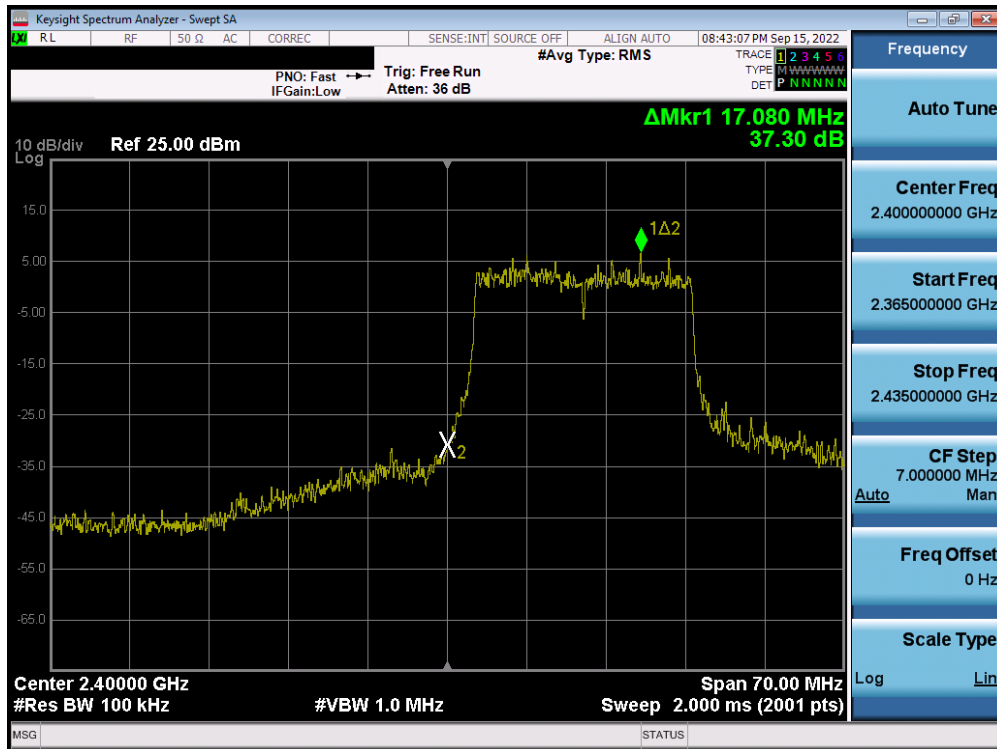 Keysight Spectrum Analyzer - Swept SA
LXI RL RF 50 Ω AC CORREC SENSE:INT SOURCE OFF ALIGN AUTO 08:43:07 PM Sep 15, 2022
PNO: Fast
IFGain:Low
Trig: Free Run
Atten: 36 dB
#Avg Type: RMS
TRACE 1 2 3 4 5 6
TYPE M WWWWW
DET P N N N N N
ΔMkr1 17.080 MHz
37.30 dB
10 dB/div
Log
Ref 25.00 dBm
15.0
5.00
-5.00
-15.0
-25.0
-35.0
-45.0
-55.0
-65.0
1Δ2
2
Center 2.40000 GHz
Span 70.00 MHz
#Res BW 100 kHz
#VBW 1.0 MHz
Sweep 2.000 ms (2001 pts)
MSG
STATUS
Frequency
Auto Tune
Center Freq
2.400000000 GHz
Start Freq
2.365000000 GHz
Stop Freq
2.435000000 GHz
CF Step
7.000000 MHz
Auto Man
Freq Offset
0 Hz
Scale Type
Log Lin